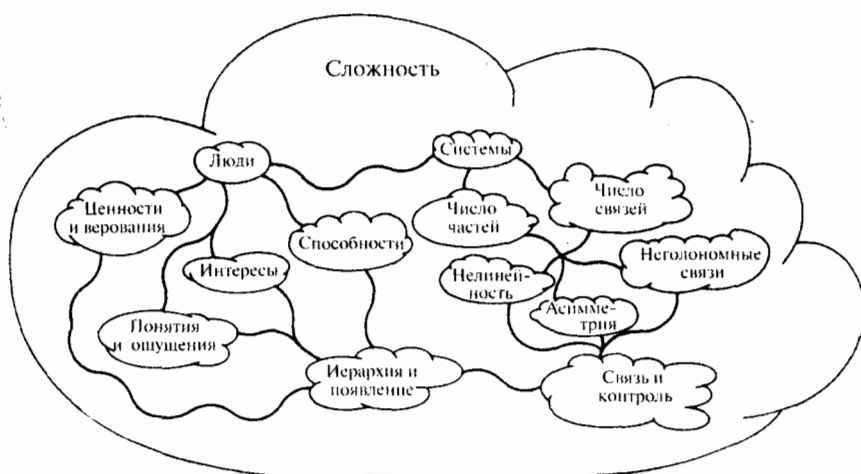 Сложность
Люди
Системы
Ценности
и верования
Число
связей
Число
частей
Способности
Неголономные
связи
Интересы
Нелиней-
ность
Асимме-
трия
Понятия
и ощущения
Иерархия и
появление
Связь и
контроль